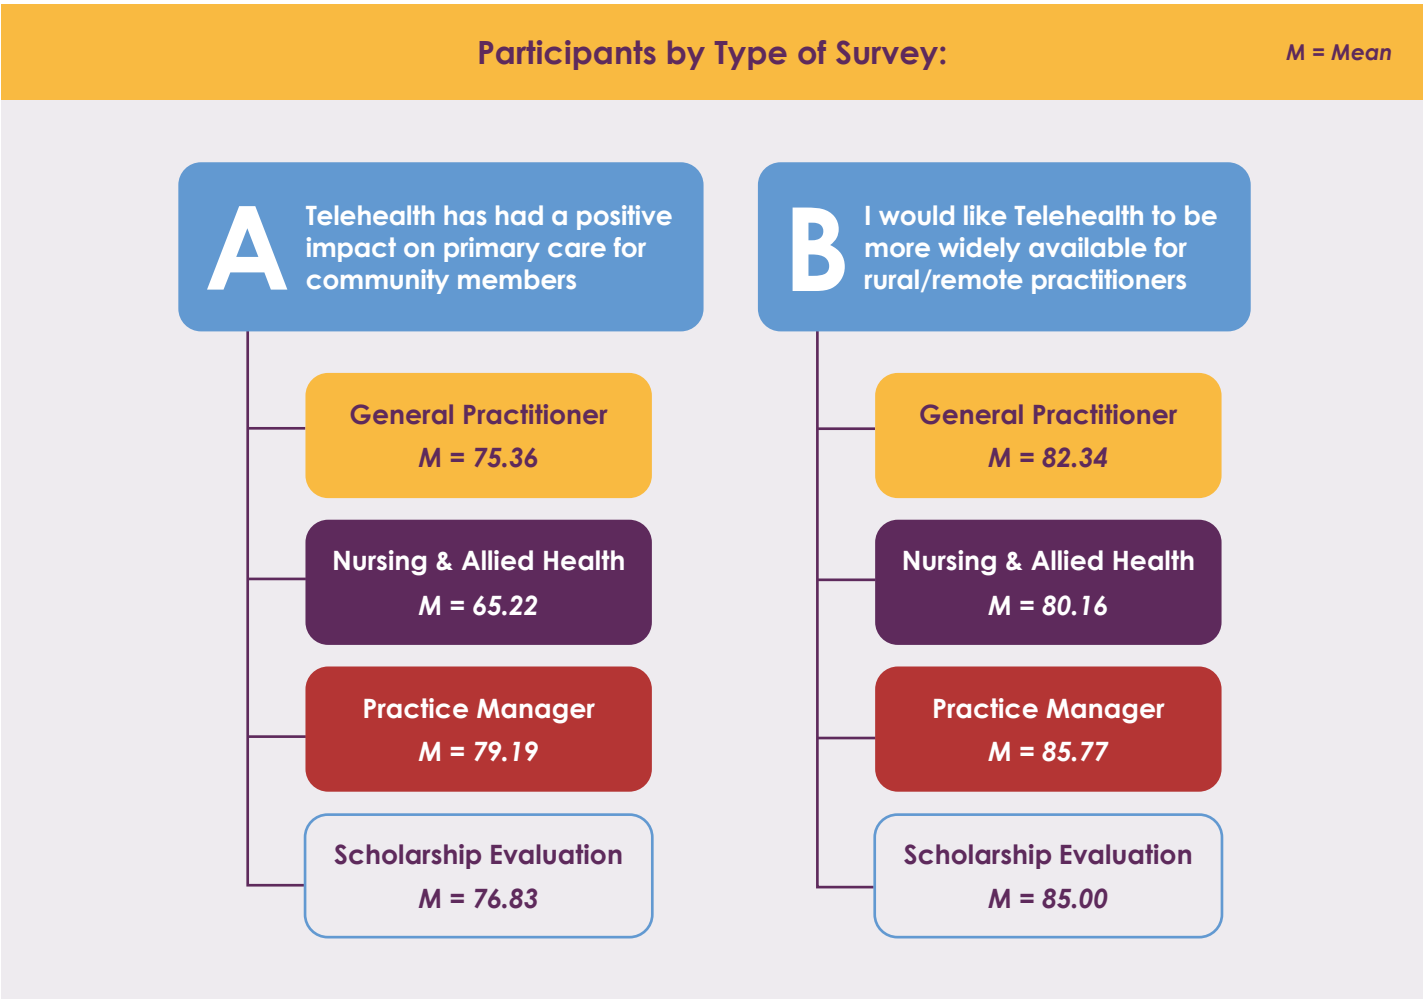 Participants by Type of Survey:
M = Mean
A
Telehealth has had a positive
impact on primary care for
community members
General Practitioner
M = 75.36
Nursing & Allied Health
M = 65.22
Practice Manager
M = 79.19
Scholarship Evaluation
M = 76.83
B
I would like Telehealth to be
more widely available for
rural/remote practitioners
General Practitioner
M = 82.34
Nursing & Allied Health
M = 80.16
Practice Manager
M = 85.77
Scholarship Evaluation
M = 85.00